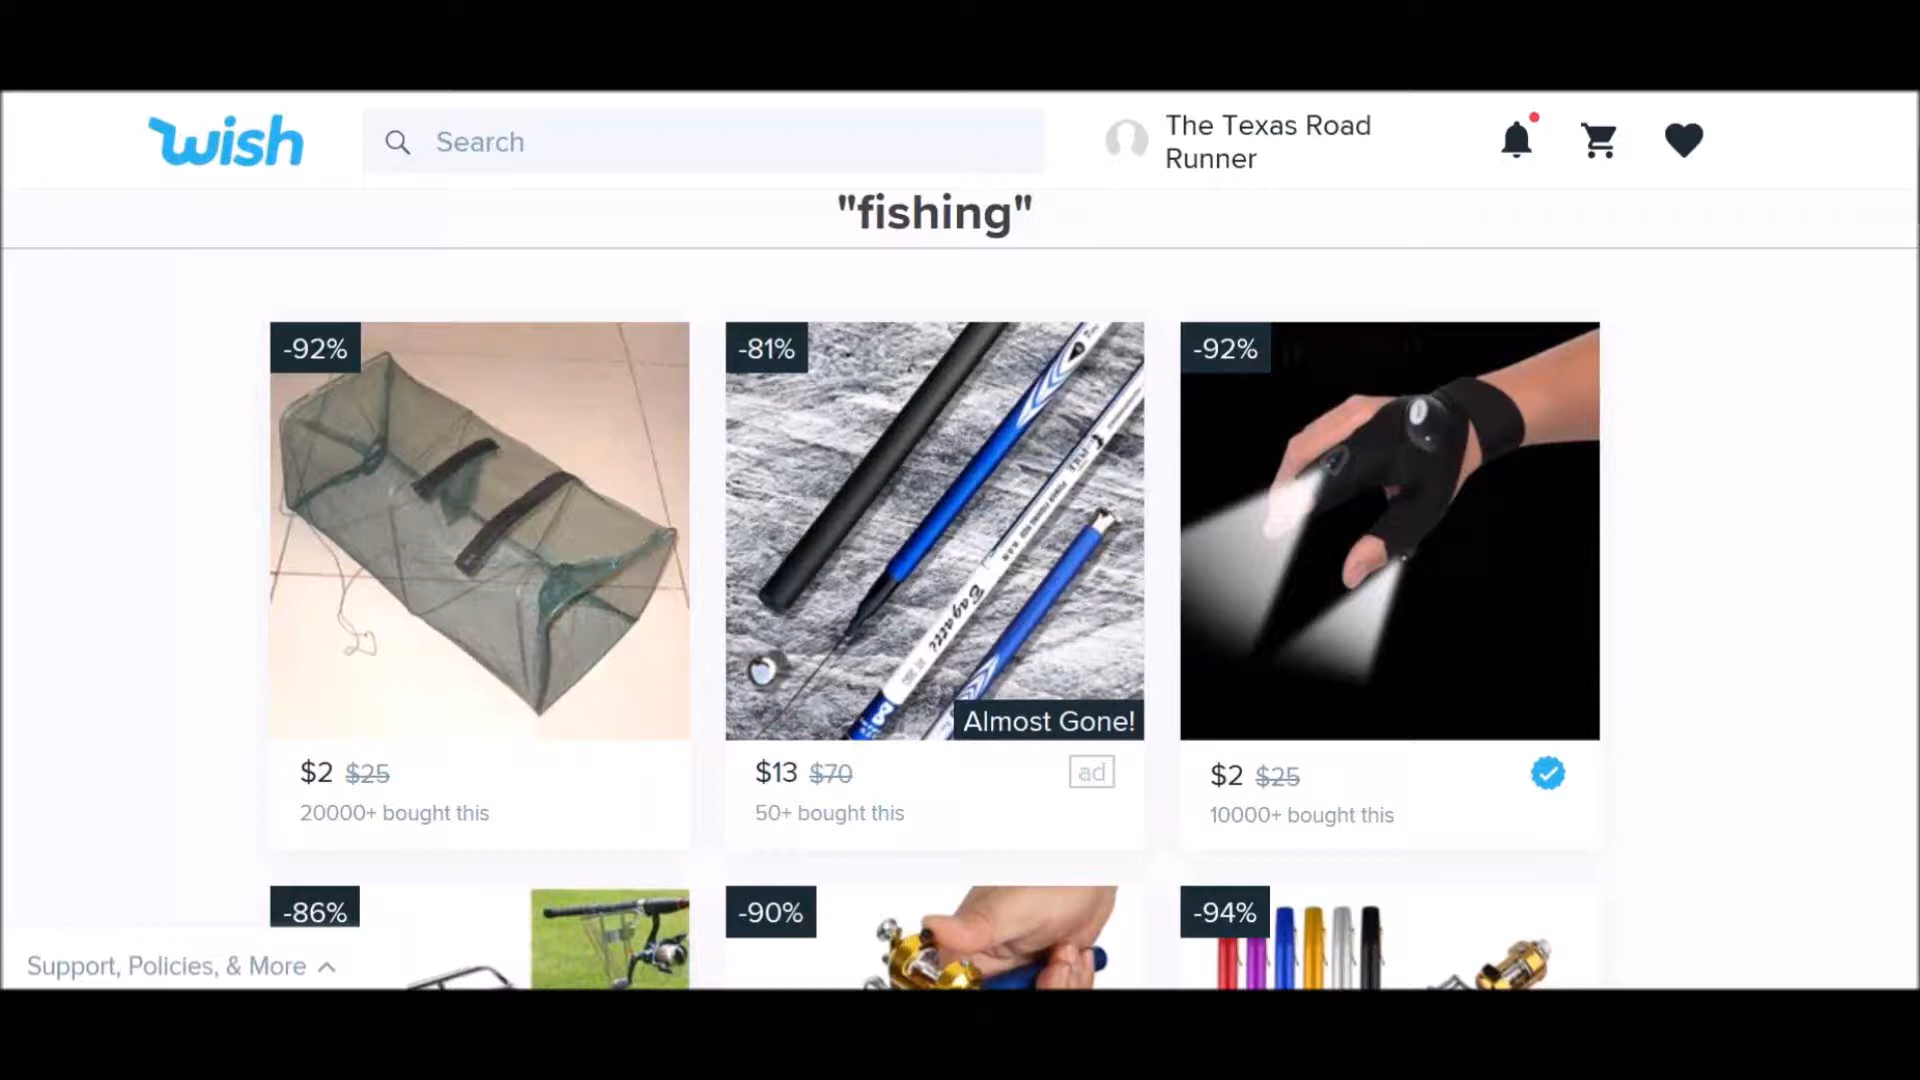 wish
Search
The Texas Road
Runner
"fishing"
-92%
-81%
-92%
Bagatti
Almost Gone!
$2 $25
20000+ bought this
$13 $70
ad
50+ bought this
$2 $25
10000+ bought this
-86%
-90%
-94%
Support, Policies, & More